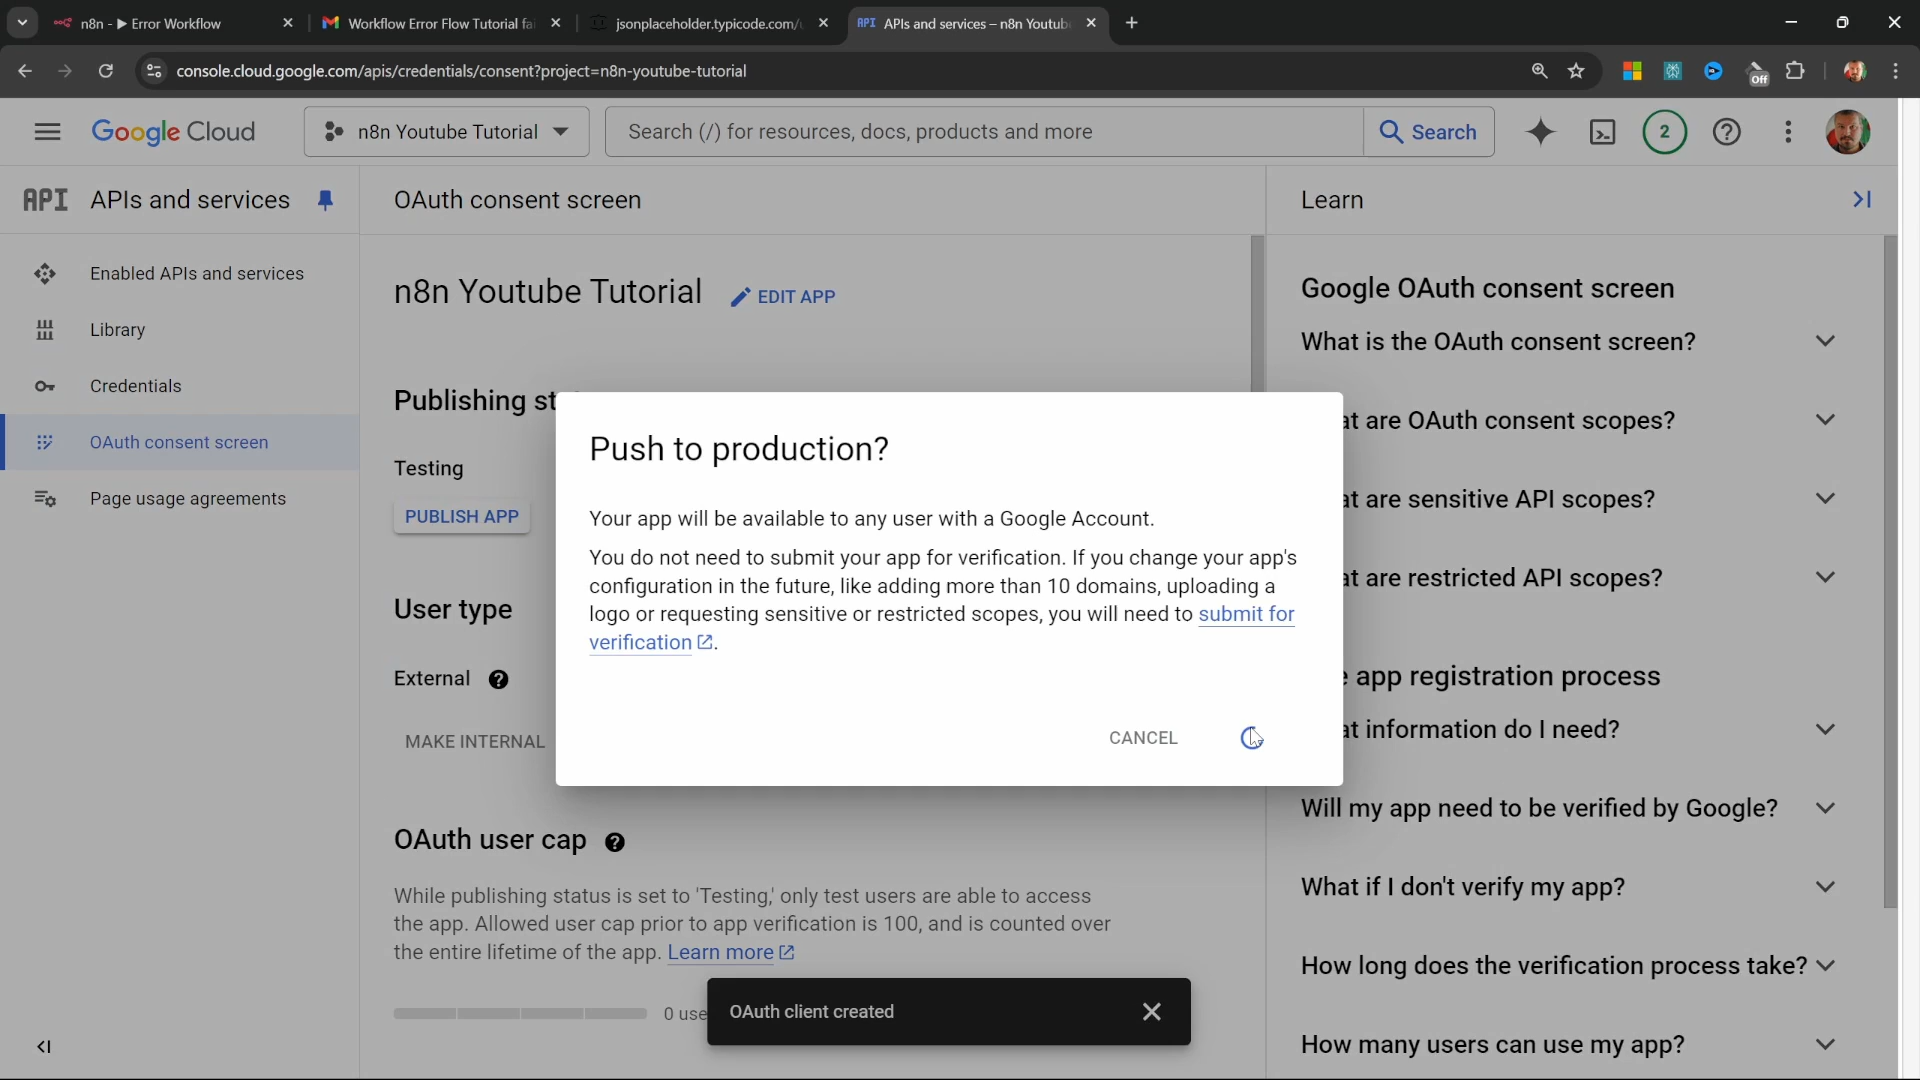 n8n - ▶ Error Workflow
Workflow Error Flow Tutorial fai
jsonplaceholder.typicode.com/
API APIs and services – n8n Youtub
console.cloud.google.com/apis/credentials/consent?project=n8n-youtube-tutorial
Off
Google Cloud
n8n Youtube Tutorial
Search (/) for resources, docs, products and more
Search
2
API APIs and services
OAuth consent screen
Learn
Enabled APIs and services
Library
Credentials
OAuth consent screen
Page usage agreements
n8n Youtube Tutorial
EDIT APP
Publishing st
Testing
PUBLISH APP
User type
External
MAKE INTERNAL
OAuth user cap
While publishing status is set to 'Testing,' only test users are able to access
the app. Allowed user cap prior to app verification is 100, and is counted over
the entire lifetime of the app. Learn more
0 use
Push to production?
Your app will be available to any user with a Google Account.
You do not need to submit your app for verification. If you change your app's
configuration in the future, like adding more than 10 domains, uploading a
logo or requesting sensitive or restricted scopes, you will need to submit for
verification.
CANCEL
OAuth client created
Google OAuth consent screen
What is the OAuth consent screen?
at are OAuth consent scopes?
at are sensitive API scopes?
at are restricted API scopes?
e app registration process
at information do I need?
Will my app need to be verified by Google?
What if I don't verify my app?
How long does the verification process take?
How many users can use my app?